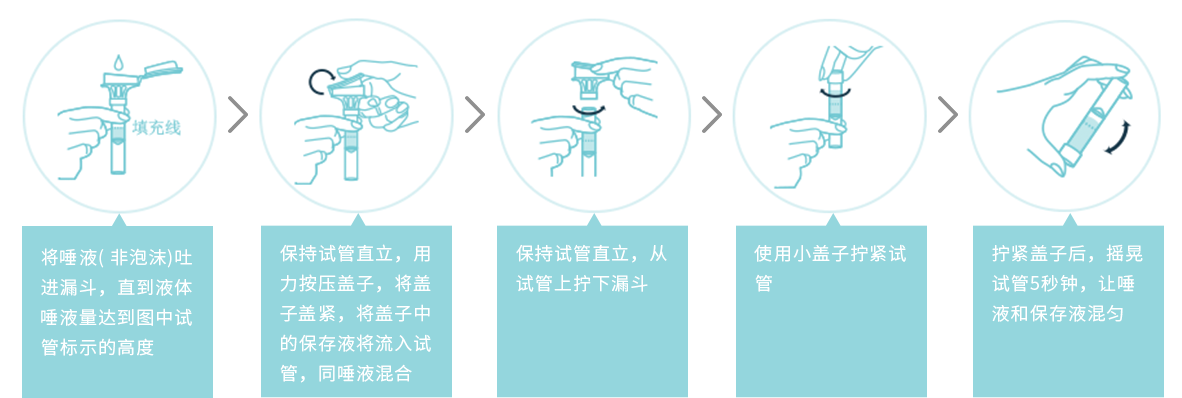 填充线
将唾液( 非泡沫)吐
进漏斗，直到液体
唾液量达到图中试
管标示的高度
保持试管直立，用
力按压盖子，将盖
子盖紧，将盖子中
的保存液将流入试
管，同唾液混合
保持试管直立，从
试管上拧下漏斗
使用小盖子拧紧试
管
拧紧盖子后，摇晃
试管5秒钟，让唾
液和保存液混匀